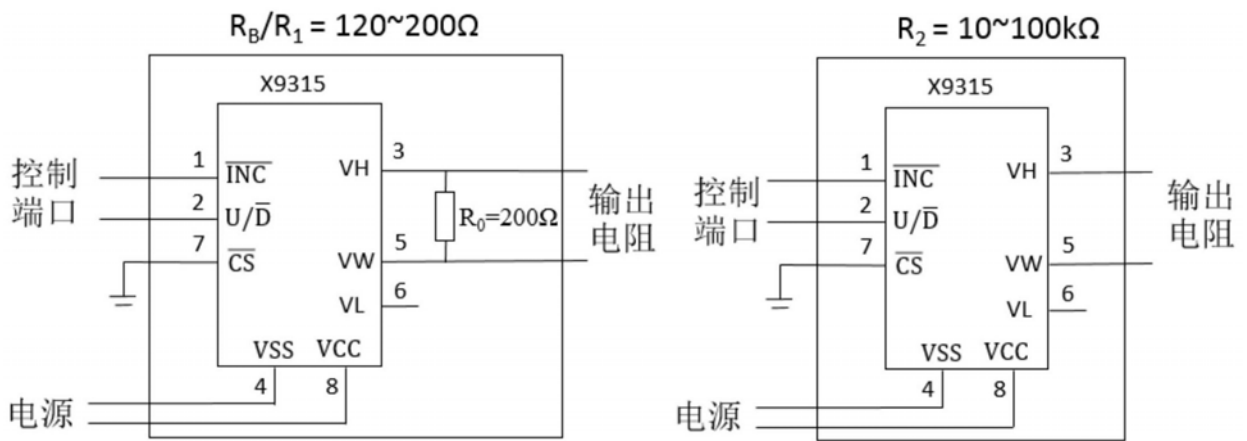 R_B/R_1 = 120~200Ω
X9315
控制
端口
1
2
7
INC̅
U/D̅
CS̅
VH
VW
VL
3
5
6
R_0=200Ω
输出
电阻
VSS VCC
4 8
电源
R_2 = 10~100kΩ
X9315
控制
端口
1
2
7
INC̅
U/D̅
CS̅
VH
VW
VL
3
5
6
输出
电阻
VSS VCC
4 8
电源